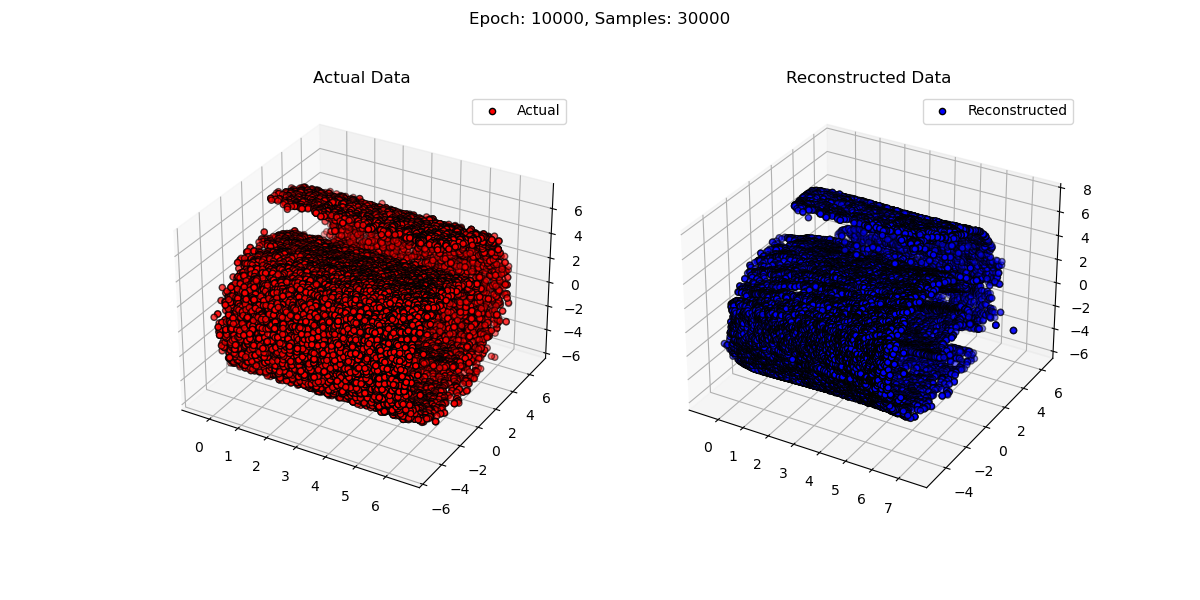 Epoch: 10000, Samples: 30000
Actual Data
Reconstructed Data
Actual
Reconstructed
0 1 2 3 4 5 6
−6 −4 −2 0 2 4 6
−6 −4 −2 0 2 4 6
0 1 2 3 4 5 6 7
−4 −2 0 2 4 6
−6 −4 −2 0 2 4 6 8